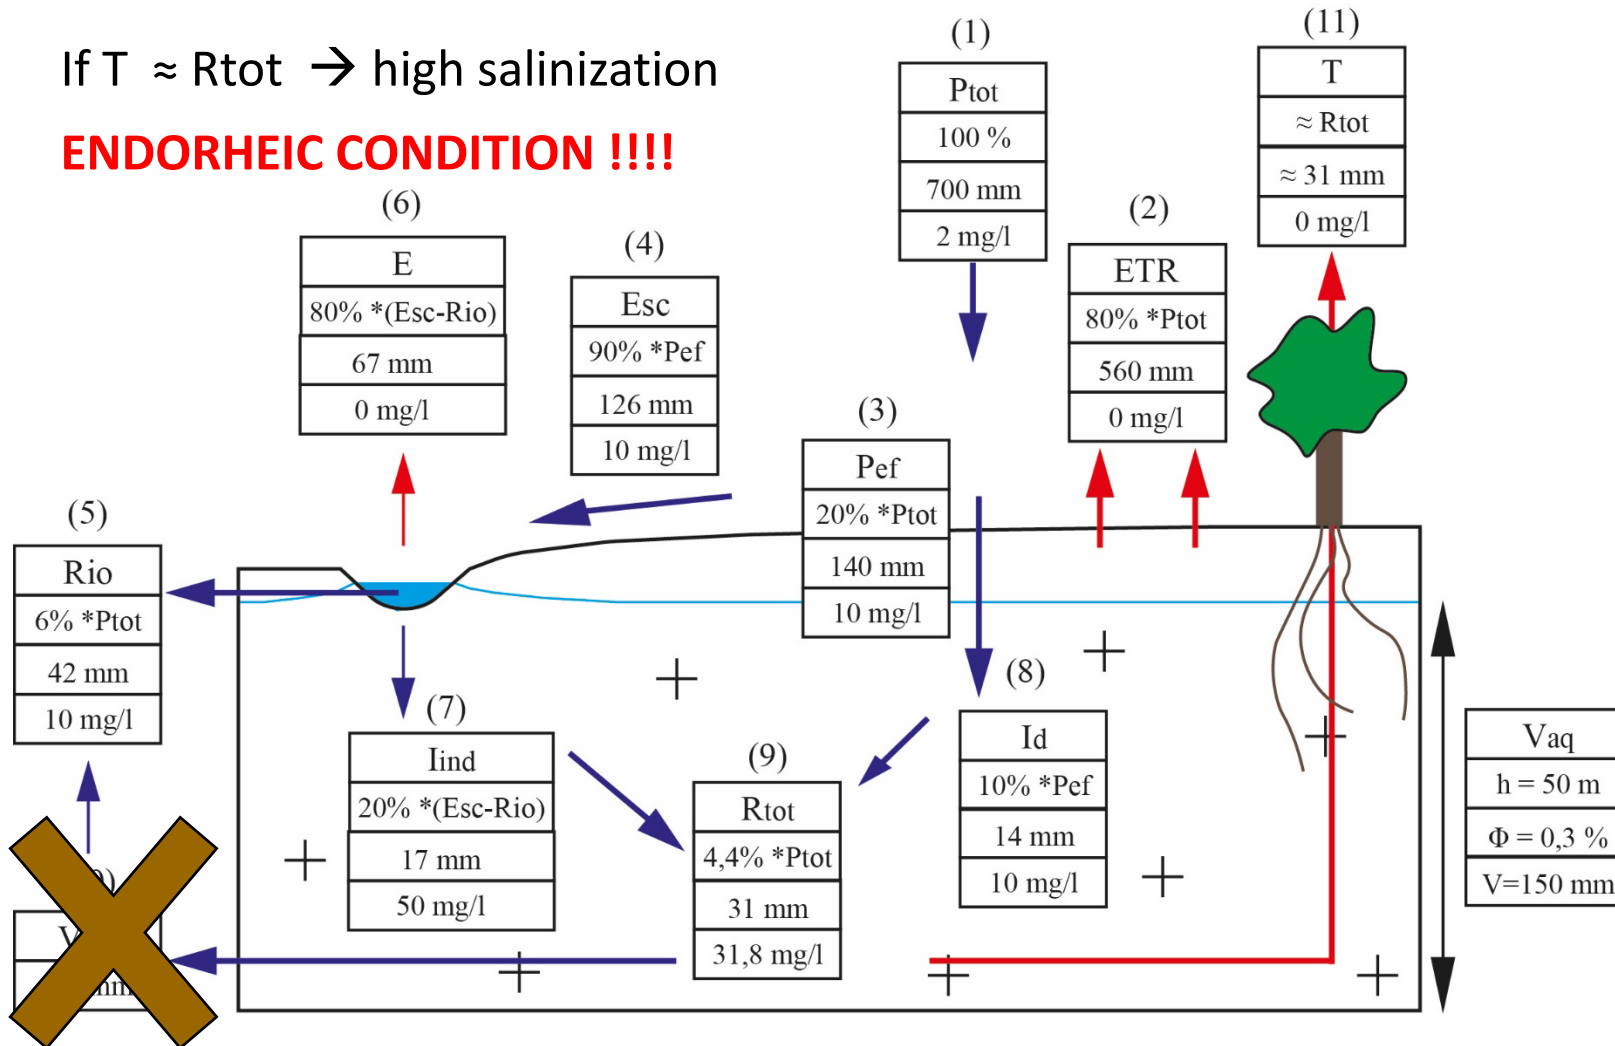 If T ≈ Rtot → high salinization
ENDORHEIC CONDITION !!!!
(1)
Ptot
100 %
700 mm
2 mg/l
(11)
T
≈ Rtot
≈ 31 mm
0 mg/l
(2)
ETR
80% *Ptot
560 mm
0 mg/l
(6)
E
80% *(Esc-Rio)
67 mm
0 mg/l
(4)
Esc
90% *Pef
126 mm
10 mg/l
(3)
Pef
20% *Ptot
140 mm
10 mg/l
(5)
Rio
6% *Ptot
42 mm
10 mg/l
(7)
Iind
20% *(Esc-Rio)
17 mm
50 mg/l
(9)
Rtot
4,4% *Ptot
31 mm
31,8 mg/l
(8)
Id
10% *Pef
14 mm
10 mg/l
Vaq
h = 50 m
Φ = 0,3 %
V=150 mm